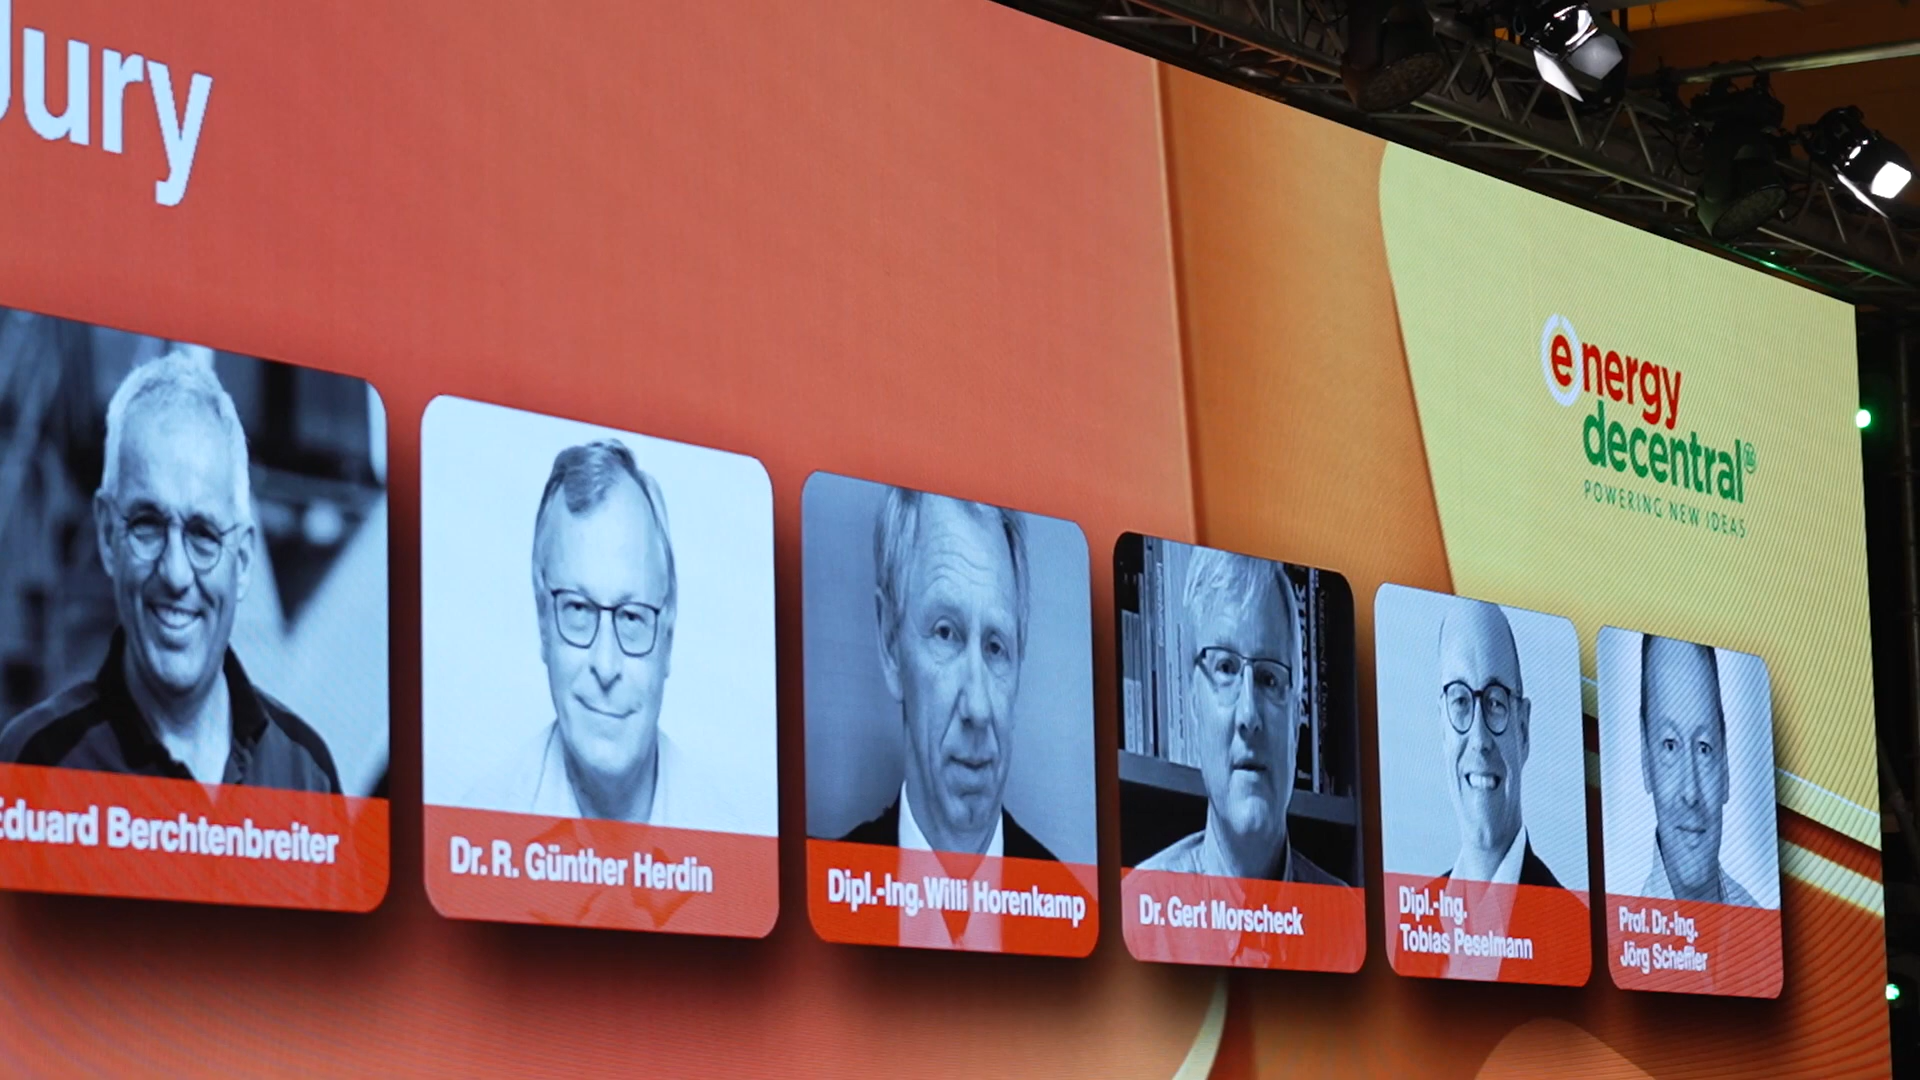 Jury
energy
decentral
POWERING NEW IDEAS
Eduard Berchtenbreiter
Dr. R. Günther Herdin
Dipl.-Ing. Willi Horenkamp
Dr. Gert Morscheck
Dipl.-Ing.
Tobias Peselmann
Prof. Dr.-Ing.
Jörg Scheffler